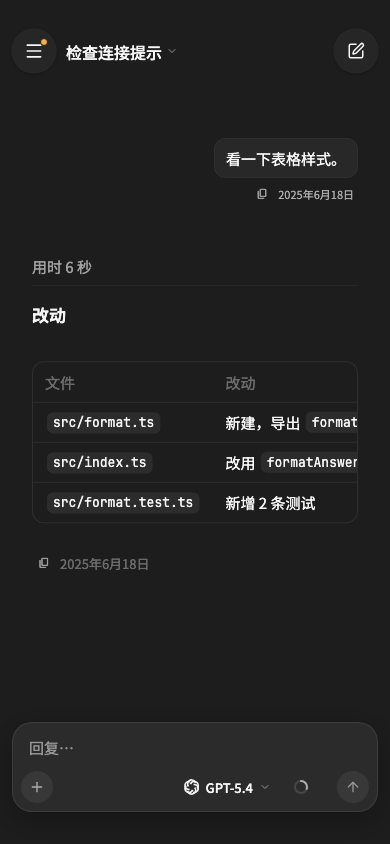 检查连接提示
看一下表格样式。
2025年6月18日
用时 6 秒
改动
文件 改动
src/format.ts 新建，导出 format
src/index.ts 改用 formatAnswer
src/format.test.ts 新增 2 条测试
2025年6月18日
回复…
GPT-5.4